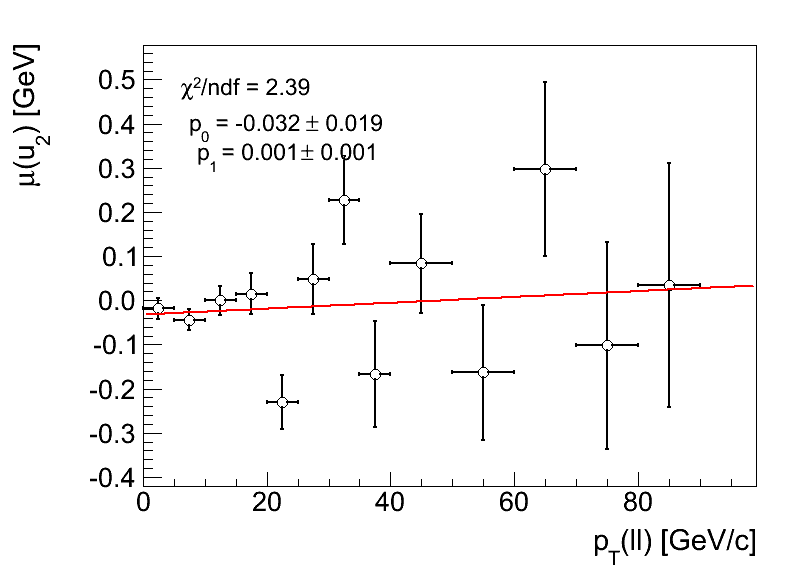 μ(u₂) [GeV]
χ²/ndf = 2.39
p₀ = -0.032 ± 0.019
p₁ = 0.001± 0.001
0.5
0.4
0.3
0.2
0.1
0.0
-0.1
-0.2
-0.3
-0.4
0 20 40 60 80
p_T(ll) [GeV/c]